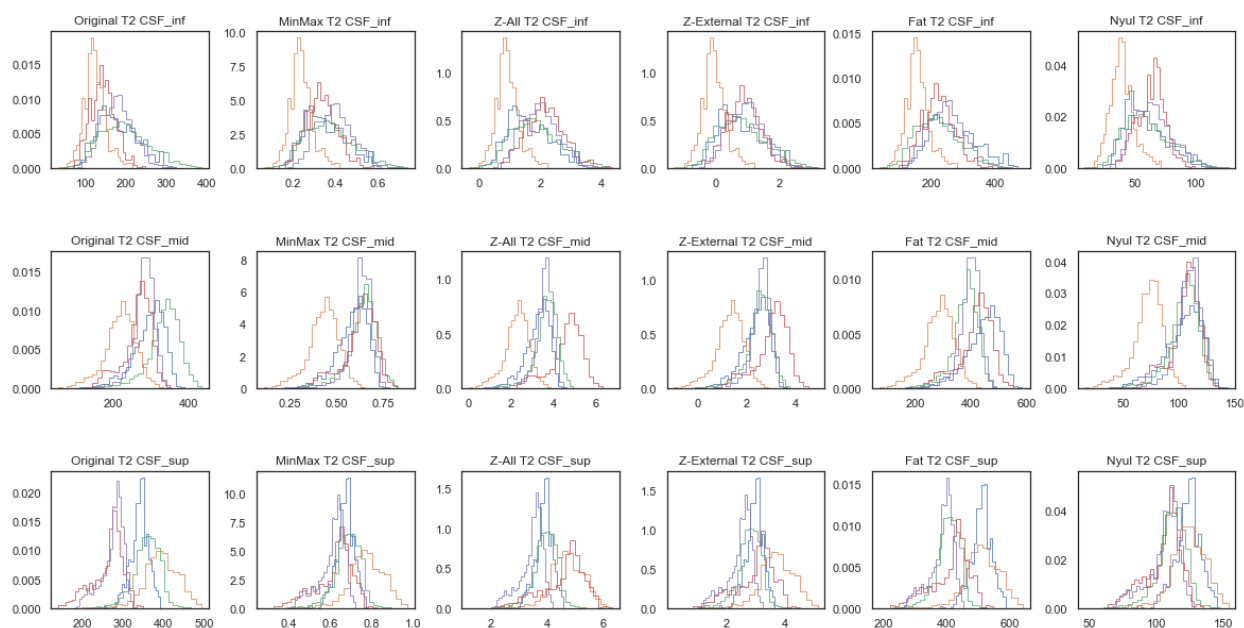 Original T2 CSF_inf
MinMax T2 CSF_inf
Z-All T2 CSF_inf
Z-External T2 CSF_inf
Fat T2 CSF_inf
Nyul T2 CSF_inf
0.015
0.010
0.005
0.000
100 200 300 400
10.0
7.5
5.0
2.5
0.0
0.2 0.4 0.6
1.0
0.5
0.0
0 2 4
1.0
0.5
0.0
0 2
0.015
0.010
0.005
0.000
200 400
0.04
0.02
0.00
50 100
Original T2 CSF_mid
MinMax T2 CSF_mid
Z-All T2 CSF_mid
Z-External T2 CSF_mid
Fat T2 CSF_mid
Nyul T2 CSF_mid
0.015
0.010
0.005
0.000
200 400
8
6
4
2
0
0.25 0.50 0.75
1.0
0.5
0.0
0 2 4 6
1.0
0.5
0.0
0 2 4
0.010
0.005
0.000
200 400 600
0.04
0.03
0.02
0.01
0.00
50 100 150
Original T2 CSF_sup
MinMax T2 CSF_sup
Z-All T2 CSF_sup
Z-External T2 CSF_sup
Fat T2 CSF_sup
Nyul T2 CSF_sup
0.020
0.015
0.010
0.005
0.000
200 300 400 500
10.0
7.5
5.0
2.5
0.0
0.4 0.6 0.8 1.0
1.5
1.0
0.5
0.0
2 4 6
1.5
1.0
0.5
0.0
2 4
0.015
0.010
0.005
0.000
200 300 400 500 600
0.04
0.02
0.00
50 100 150